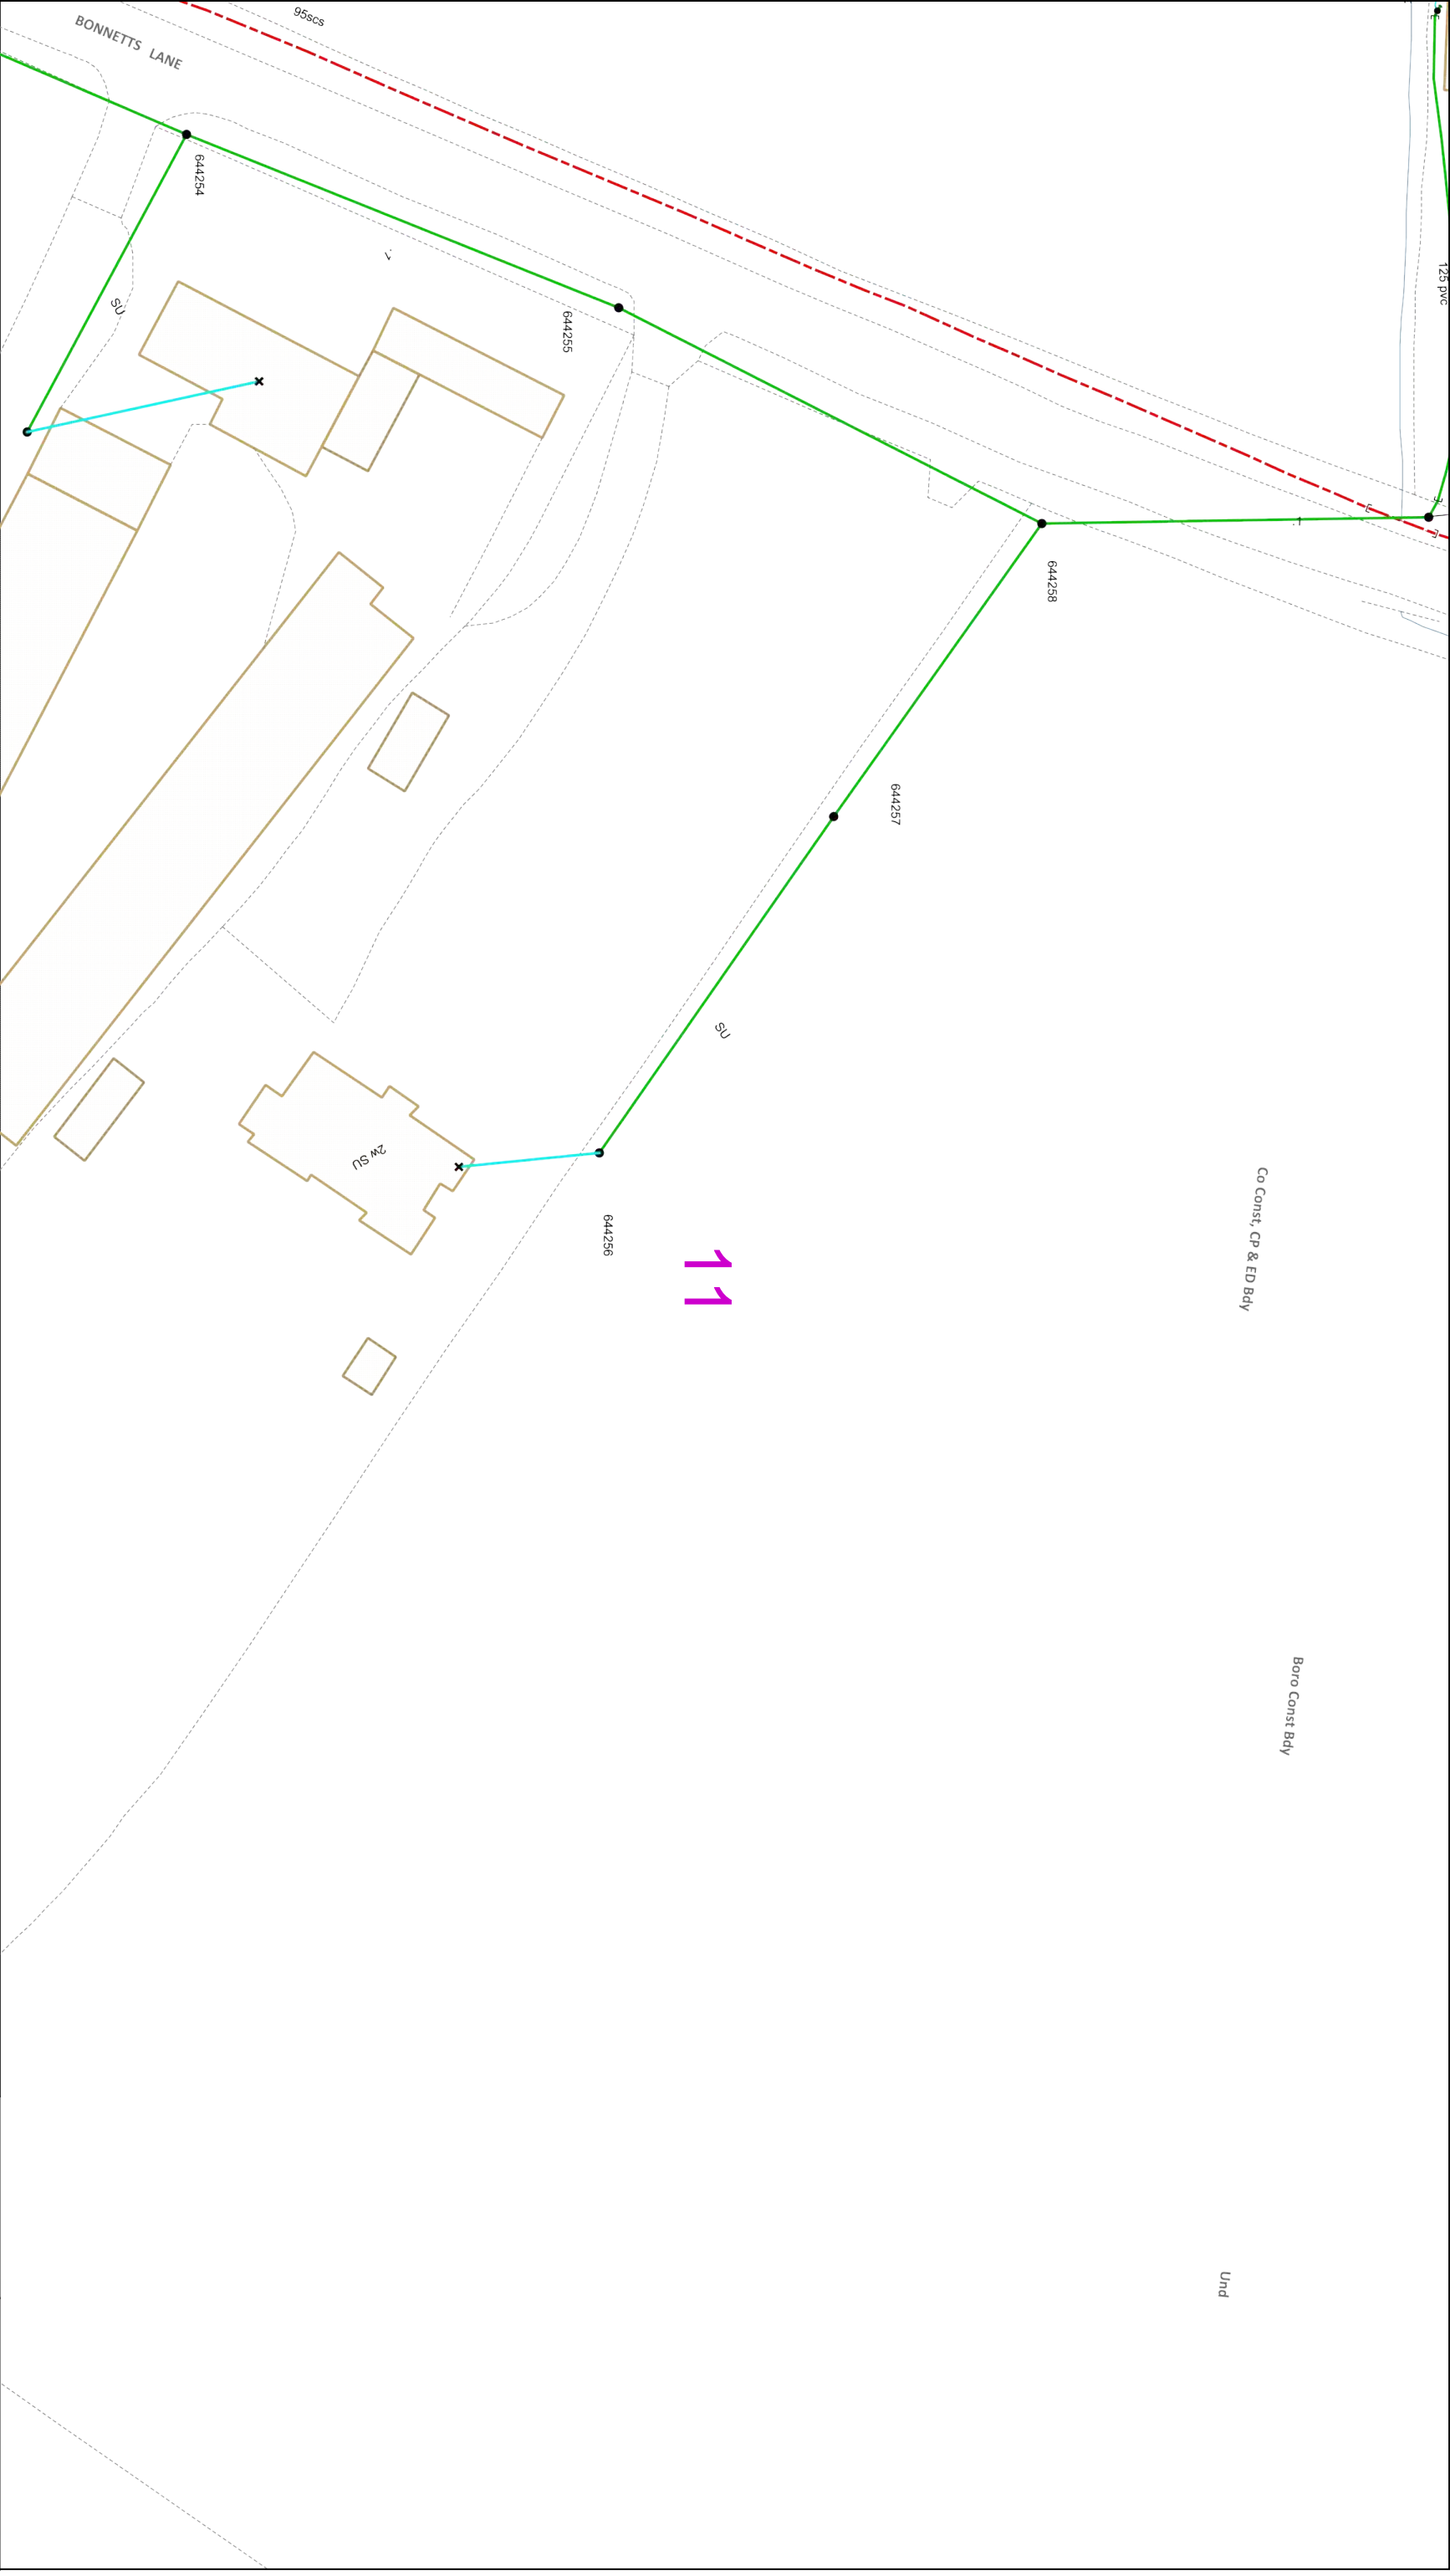 95scs
BONNETTS LANE
644254
125 pvc
SU
644255
.1
644258
644257
SU
2w SU
644256
11
Co Const, CP & ED Bdy
Boro Const Bdy
Und